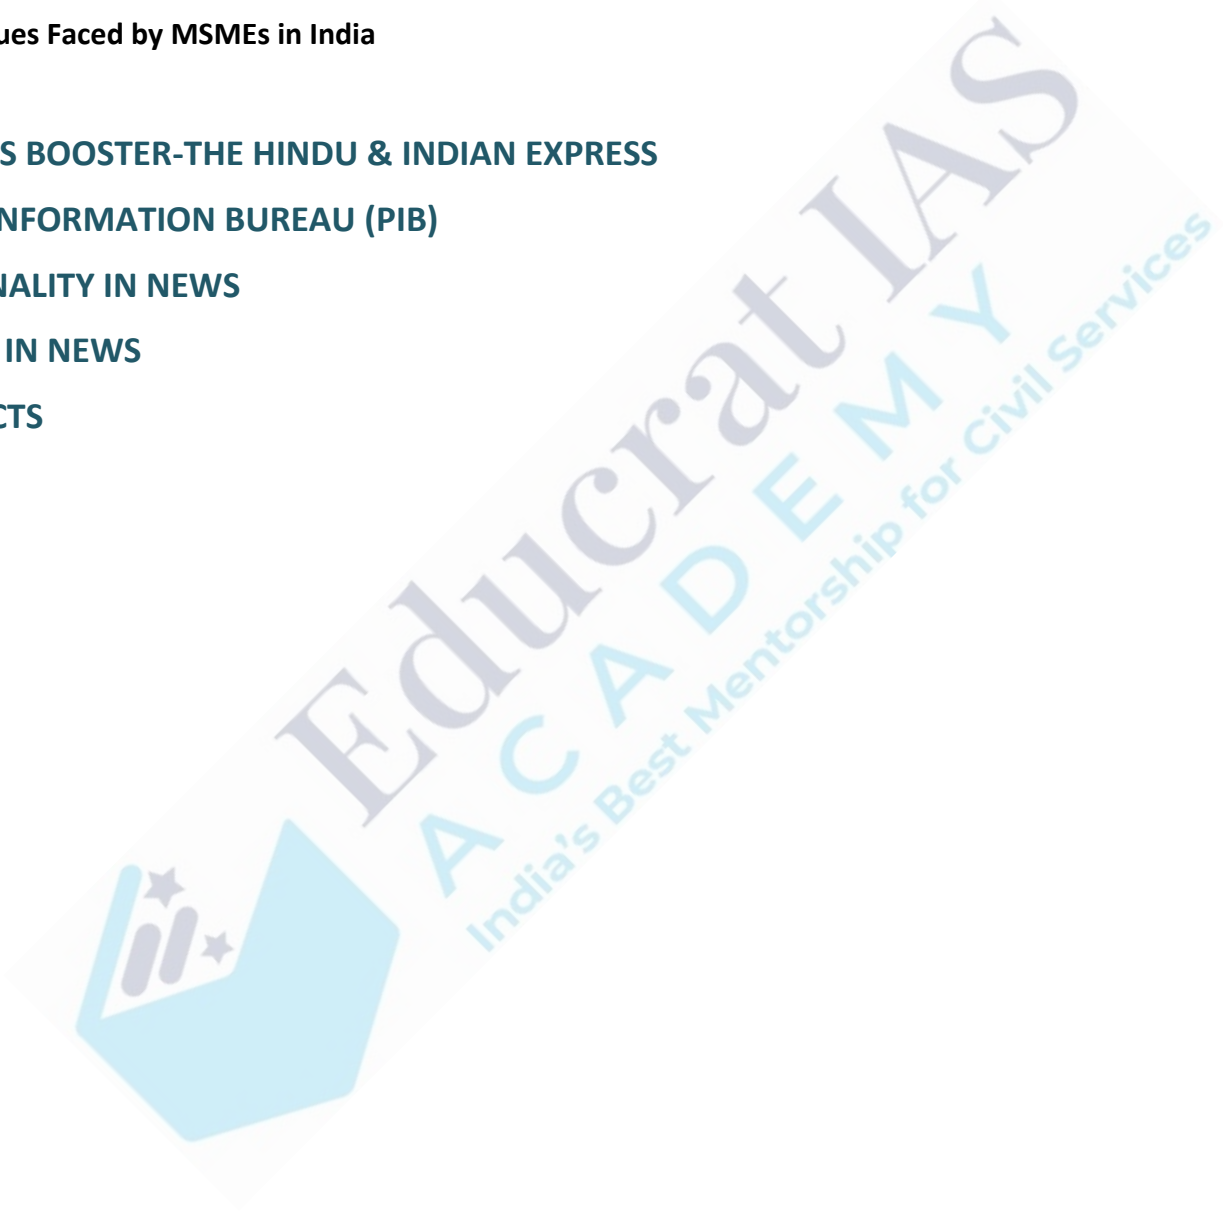 ues Faced by MSMEs in India
S BOOSTER-THE HINDU & INDIAN EXPRESS
NFORMATION BUREAU (PIB)
NALITY IN NEWS
IN NEWS
CTS
Educrat IAS
ACADEMY
India's Best Mentorship for Civil Services